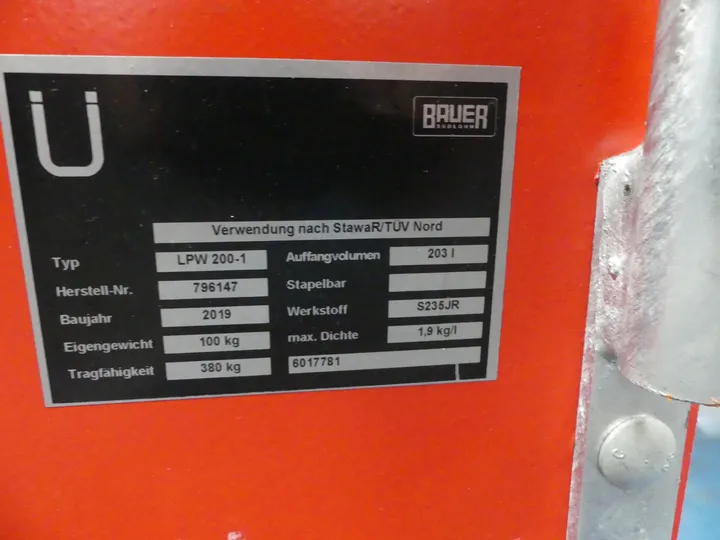 Ü
BAUER
SÜDLOHN
Verwendung nach StawaR/TÜV Nord
Typ LPW 200-1 Auffangvolumen 203 l
Herstell-Nr. 796147 Stapelbar
Baujahr 2019 Werkstoff S235JR
Eigengewicht 100 kg max. Dichte 1,9 kg/l
Tragfähigkeit 380 kg 6017781